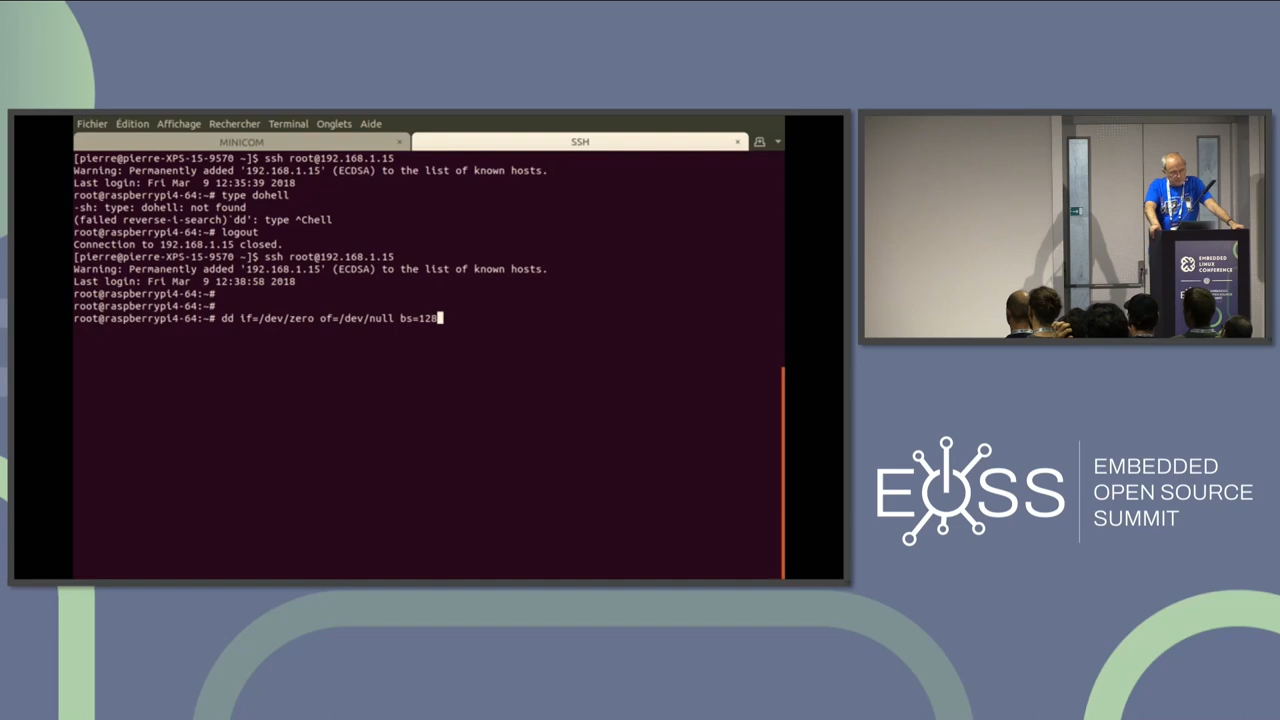 Fichier Édition Affichage Rechercher Terminal Onglets Aide
MINICOM × SSH ×
[pierre@pierre-XPS-15-9570 ~]$ ssh root@192.168.1.15
Warning: Permanently added '192.168.1.15' (ECDSA) to the list of known hosts.
Last login: Fri Mar  9 12:35:39 2018
root@raspberrypi4-64:~# type dohell
-sh: type: dohell: not found
(failed reverse-i-search)`dd': type ^Chell
root@raspberrypi4-64:~# logout
Connection to 192.168.1.15 closed.
[pierre@pierre-XPS-15-9570 ~]$ ssh root@192.168.1.15
Warning: Permanently added '192.168.1.15' (ECDSA) to the list of known hosts.
Last login: Fri Mar  9 12:38:58 2018
root@raspberrypi4-64:~#
root@raspberrypi4-64:~#
root@raspberrypi4-64:~# dd if=/dev/zero of=/dev/null bs=128
EMBEDDED
LINUX
CONFERENCE
EOSS
EMBEDDED
OPEN SOURCE
SUMMIT